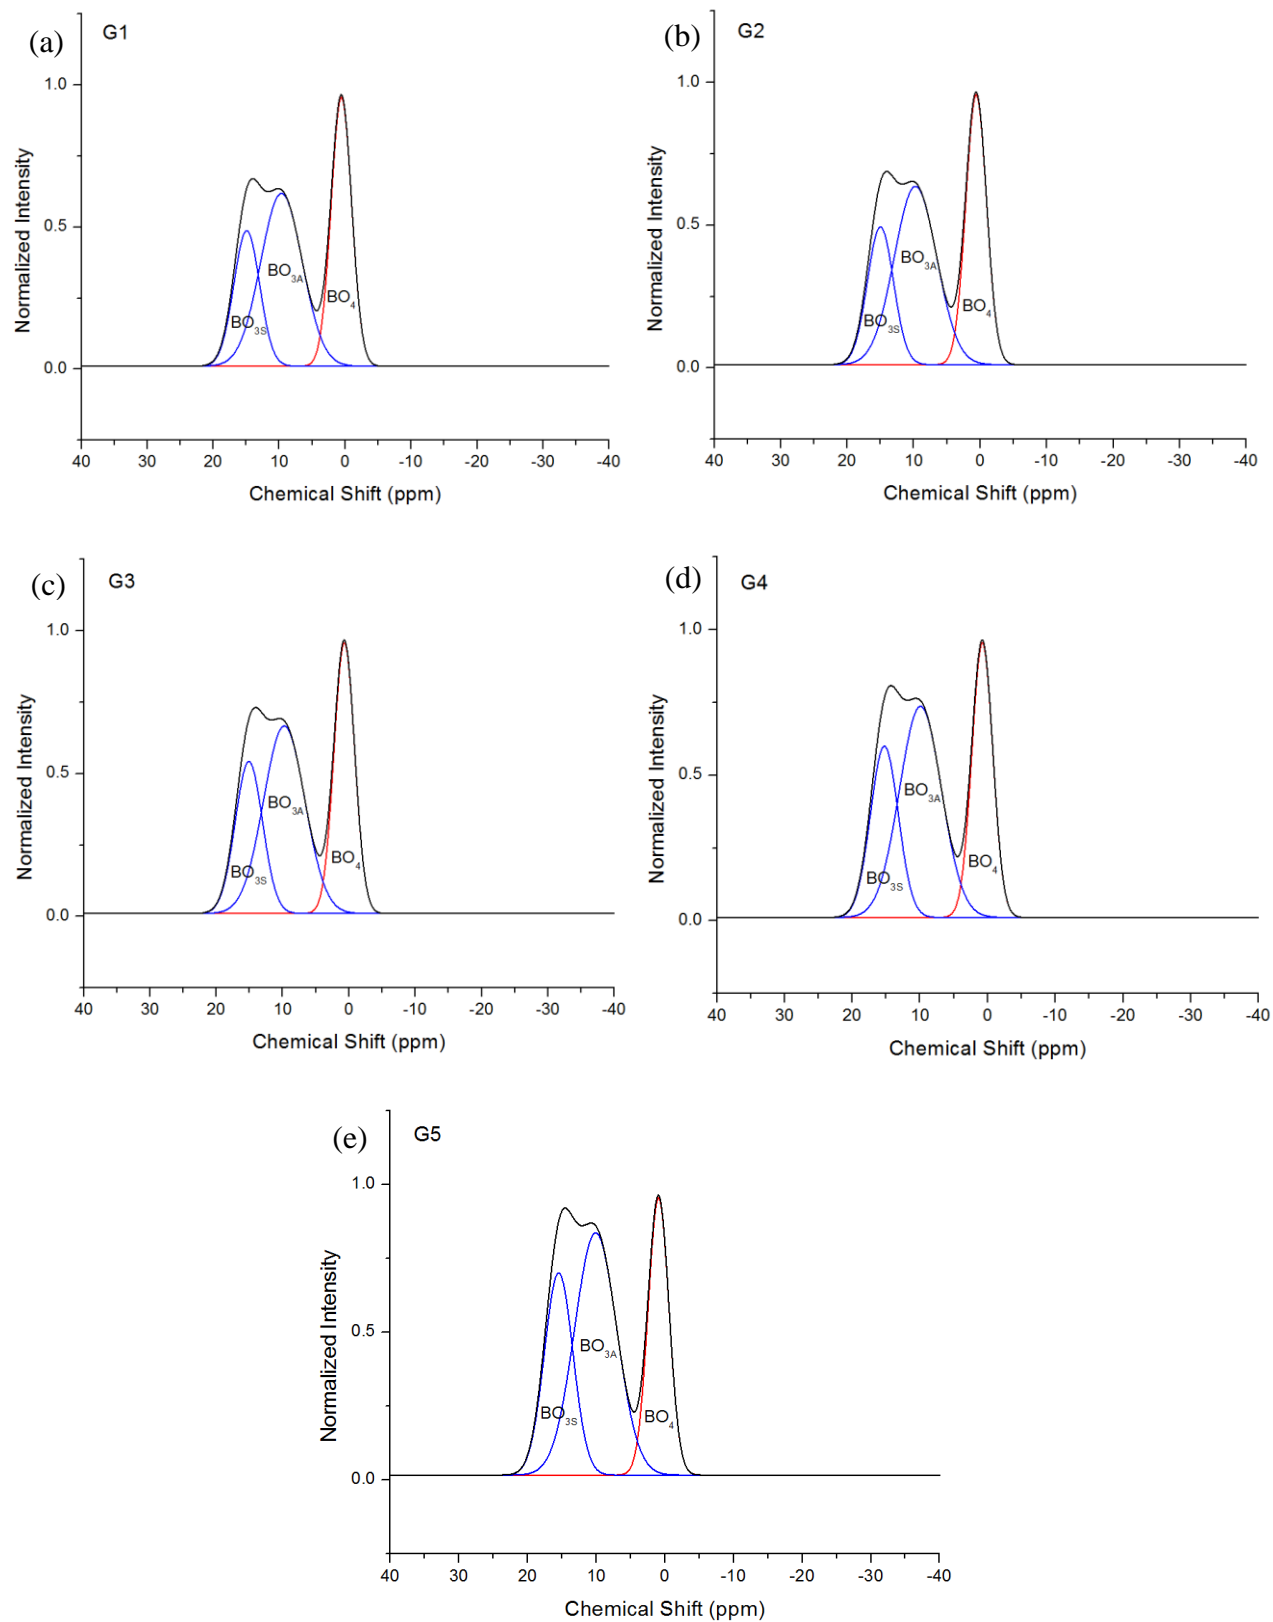 (a) G1
Normalized Intensity
1.0
0.5
0.0
BO3S
BO3A
BO4
40 30 20 10 0 -10 -20 -30 -40
Chemical Shift (ppm)
(b) G2
Normalized Intensity
1.0
0.5
0.0
BO3S
BO3A
BO4
40 30 20 10 0 -10 -20 -30 -40
Chemical Shift (ppm)
(c) G3
Normalized Intensity
1.0
0.5
0.0
BO3S
BO3A
BO4
40 30 20 10 0 -10 -20 -30 -40
Chemical Shift (ppm)
(d) G4
Normalized Intensity
1.0
0.5
0.0
BO3S
BO3A
BO4
40 30 20 10 0 -10 -20 -30 -40
Chemical Shift (ppm)
(e) G5
Normalized Intensity
1.0
0.5
0.0
BO3S
BO3A
BO4
40 30 20 10 0 -10 -20 -30 -40
Chemical Shift (ppm)